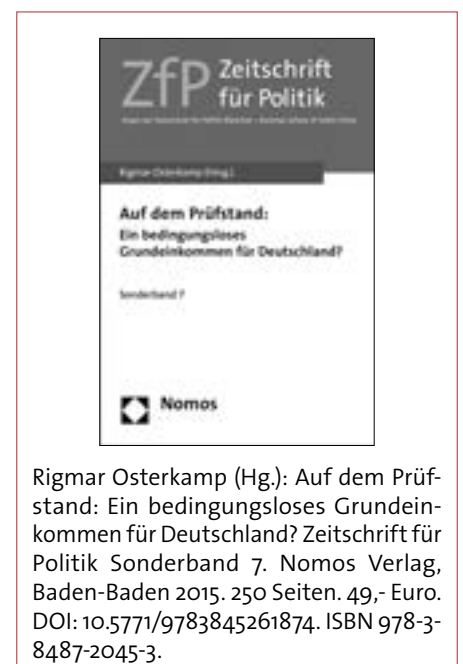 ZfP Zeitschrift
für Politik
Rigmar Osterkamp (Hrsg.)
Auf dem Prüfstand:
Ein bedingungsloses
Grundeinkommen für Deutschland?
Sonderband 7
Nomos
Rigmar Osterkamp (Hg.): Auf dem Prüf-
stand: Ein bedingungsloses Grundein-
kommen für Deutschland? Zeitschrift für
Politik Sonderband 7. Nomos Verlag,
Baden-Baden 2015. 250 Seiten. 49,- Euro.
DOI: 10.5771/9783845261874. ISBN 978-3-
8487-2045-3.